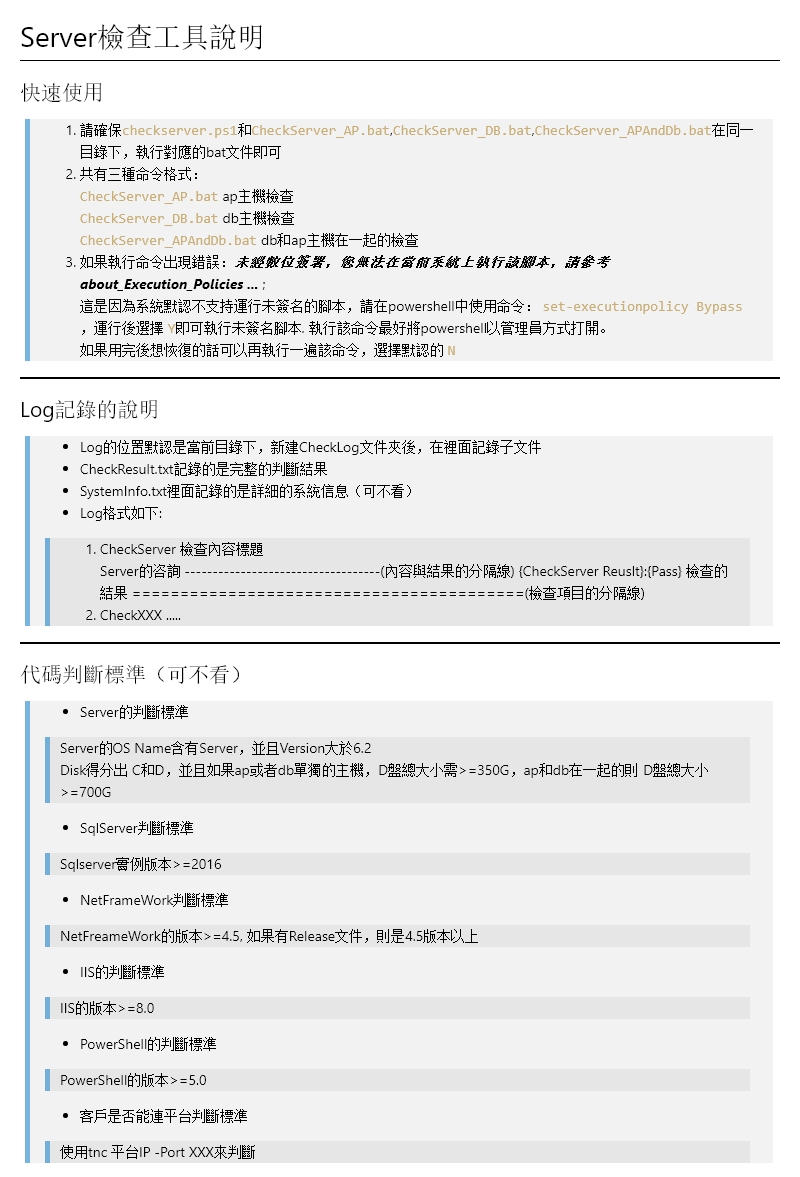 Server檢查工具說明
快速使用
1. 請確保checkserver.ps1和CheckServer_AP.bat,CheckServer_DB.bat,CheckServer_APAndDb.bat在同一
目錄下，執行對應的bat文件即可
2. 共有三種命令格式：
CheckServer_AP.bat ap主機檢查
CheckServer_DB.bat db主機檢查
CheckServer_APAndDb.bat db和ap主機在一起的檢查
3. 如果執行命令出現錯誤：未經數位簽署，您無法在當前系統上執行該腳本，請參考
about_Execution_Policies ... ;
這是因為系統默認不支持運行未簽名的腳本，請在powershell中使用命令： set-executionpolicy Bypass
，運行後選擇 Y即可執行未簽名腳本. 執行該命令最好將powershell以管理員方式打開。
如果用完後想恢復的話可以再執行一遍該命令，選擇默認的 N
Log記錄的說明
• Log的位置默認是當前目錄下，新建CheckLog文件夾後，在裡面記錄子文件
• CheckResult.txt記錄的是完整的判斷結果
• SystemInfo.txt裡面記錄的是詳細的系統信息（可不看）
• Log格式如下:
1. CheckServer 檢查內容標題
Server的咨詢 -----------------------------------(內容與結果的分隔線) {CheckServer Reuslt}:{Pass} 檢查的
結果 =========================================(檢查項目的分隔線)
2. CheckXXX .....
代碼判斷標準（可不看）
• Server的判斷標準
Server的OS Name含有Server，並且Version大於6.2
Disk得分出 C和D，並且如果ap或者db單獨的主機，D盤總大小需>=350G，ap和db在一起的則 D盤總大小
>=700G
• SqlServer判斷標準
Sqlserver實例版本>=2016
• NetFrameWork判斷標準
NetFreameWork的版本>=4.5, 如果有Release文件，則是4.5版本以上
• IIS的判斷標準
IIS的版本>=8.0
• PowerShell的判斷標準
PowerShell的版本>=5.0
• 客戶是否能連平台判斷標準
使用tnc 平台IP -Port XXX來判斷